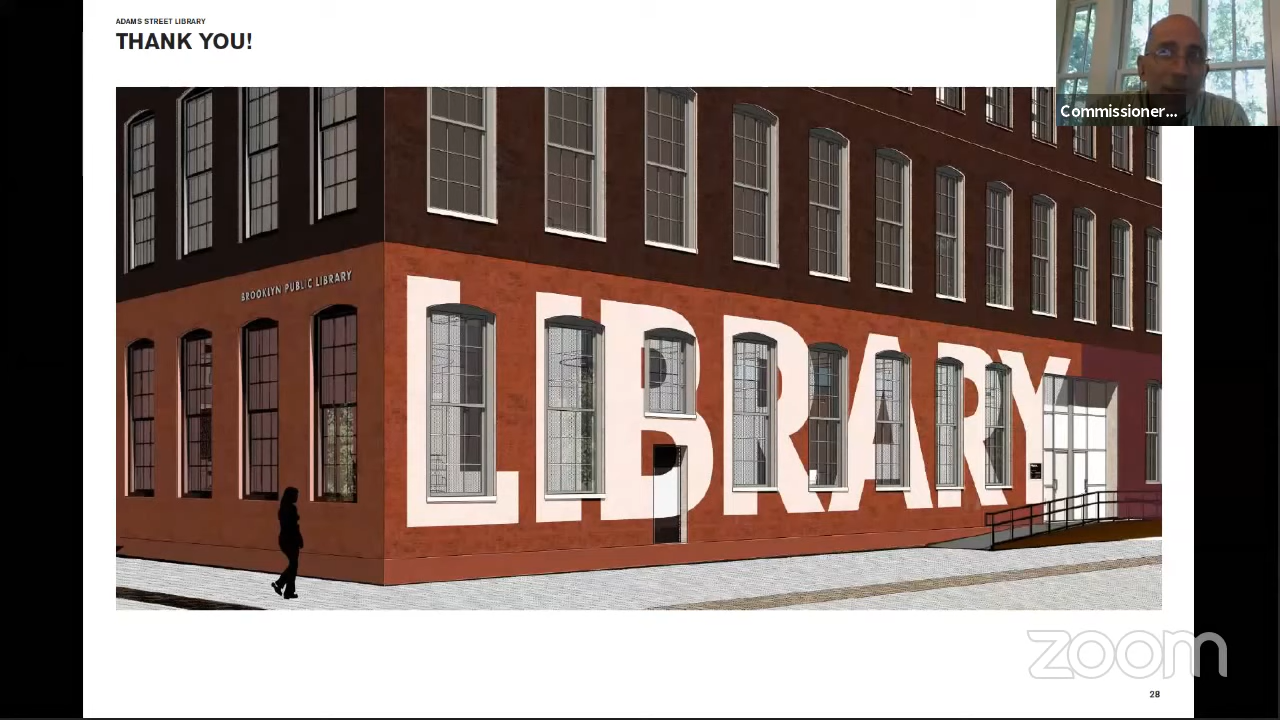 ADAMS STREET LIBRARY
THANK YOU!
Commissioner...
BROOKLYN PUBLIC LIBRARY
LIBRARY
zoom
28